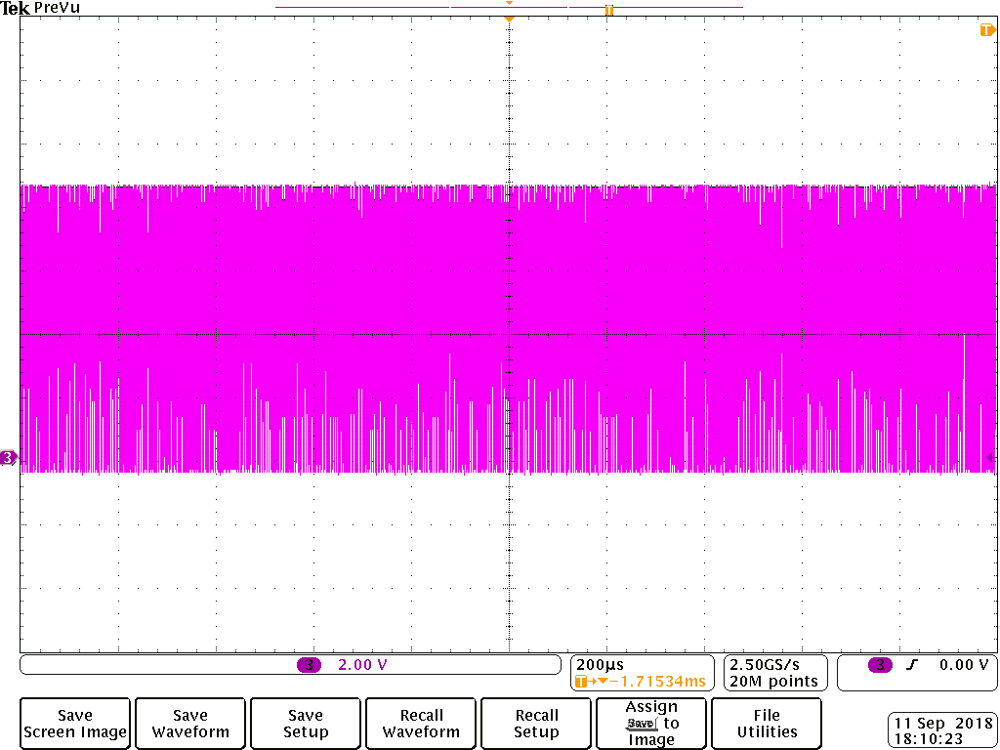 Tek PreVu
T
T
3
3 2.00 V
200µs
T→▼−1.71534ms
2.50GS/s
20M points
3 ƒ 0.00 V
Save
Screen Image
Save
Waveform
Save
Setup
Recall
Waveform
Recall
Setup
Assign
Save to
Image
File
Utilities
11 Sep 2018
18:10:23